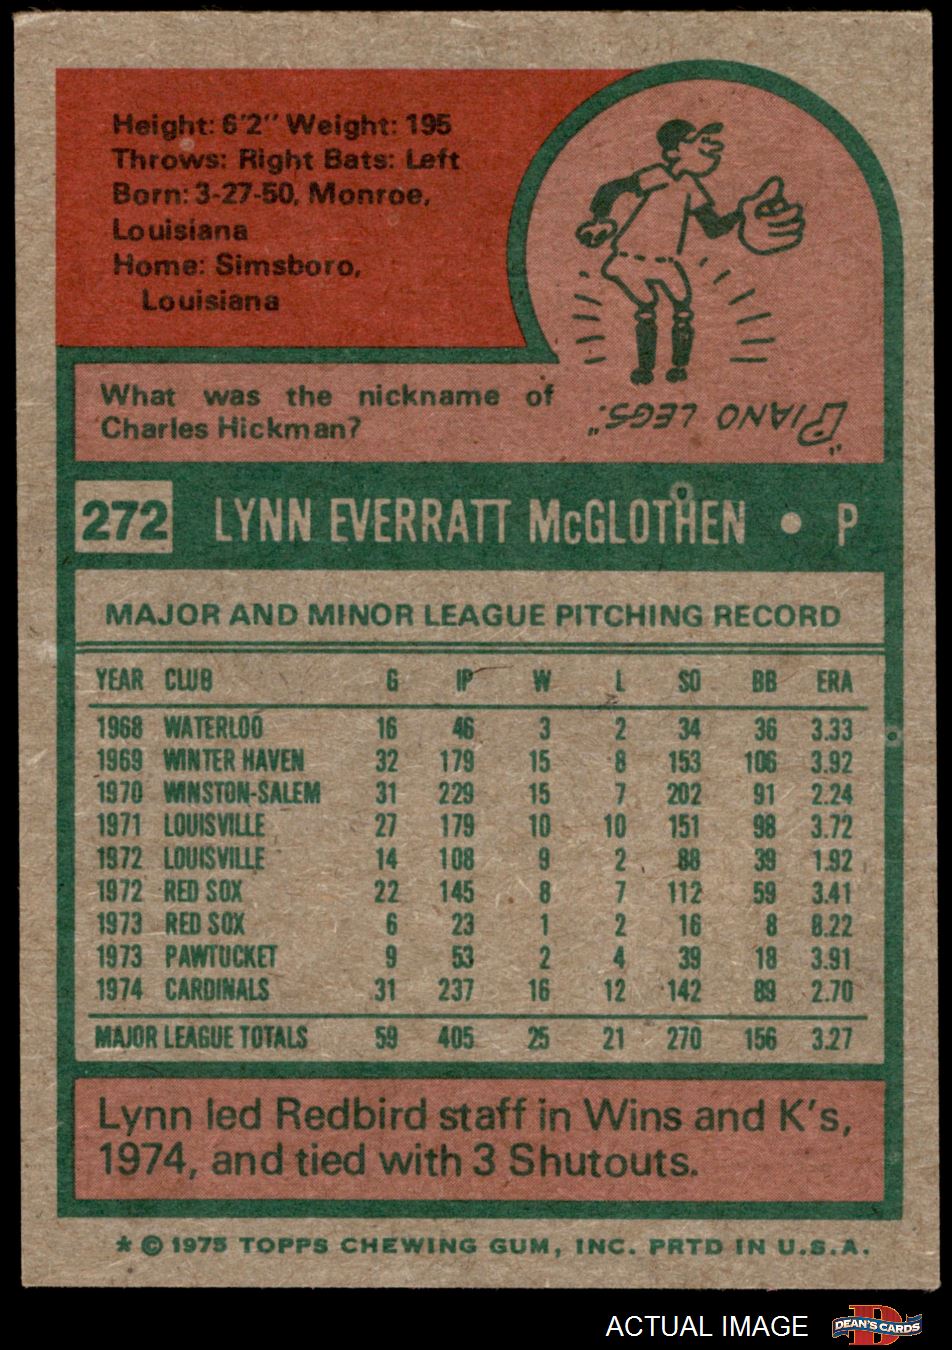 Height: 6'2" Weight: 195
Throws: Right Bats: Left
Born: 3-27-50, Monroe,
Louisiana
Home: Simsboro,
Louisiana
What was the nickname of
Charles Hickman?
"PIANO LEGS."
272 LYNN EVERRATT McGLOTHEN • P
MAJOR AND MINOR LEAGUE PITCHING RECORD
YEAR CLUB G IP W L SO BB ERA
1968 WATERLOO 16 46 3 2 34 36 3.33
1969 WINTER HAVEN 32 179 15 8 153 106 3.92
1970 WINSTON-SALEM 31 229 15 7 202 91 2.24
1971 LOUISVILLE 27 179 10 10 151 98 3.72
1972 LOUISVILLE 14 108 9 2 88 39 1.92
1972 RED SOX 22 145 8 7 112 59 3.41
1973 RED SOX 6 23 1 2 16 8 8.22
1973 PAWTUCKET 9 53 2 4 39 18 3.91
1974 CARDINALS 31 237 16 12 142 89 2.70
MAJOR LEAGUE TOTALS 59 405 25 21 270 156 3.27
Lynn led Redbird staff in Wins and K's,
1974, and tied with 3 Shutouts.
* © 1975 TOPPS CHEWING GUM, INC. PRTD IN U.S.A.
ACTUAL IMAGE DEAN'S CARDS